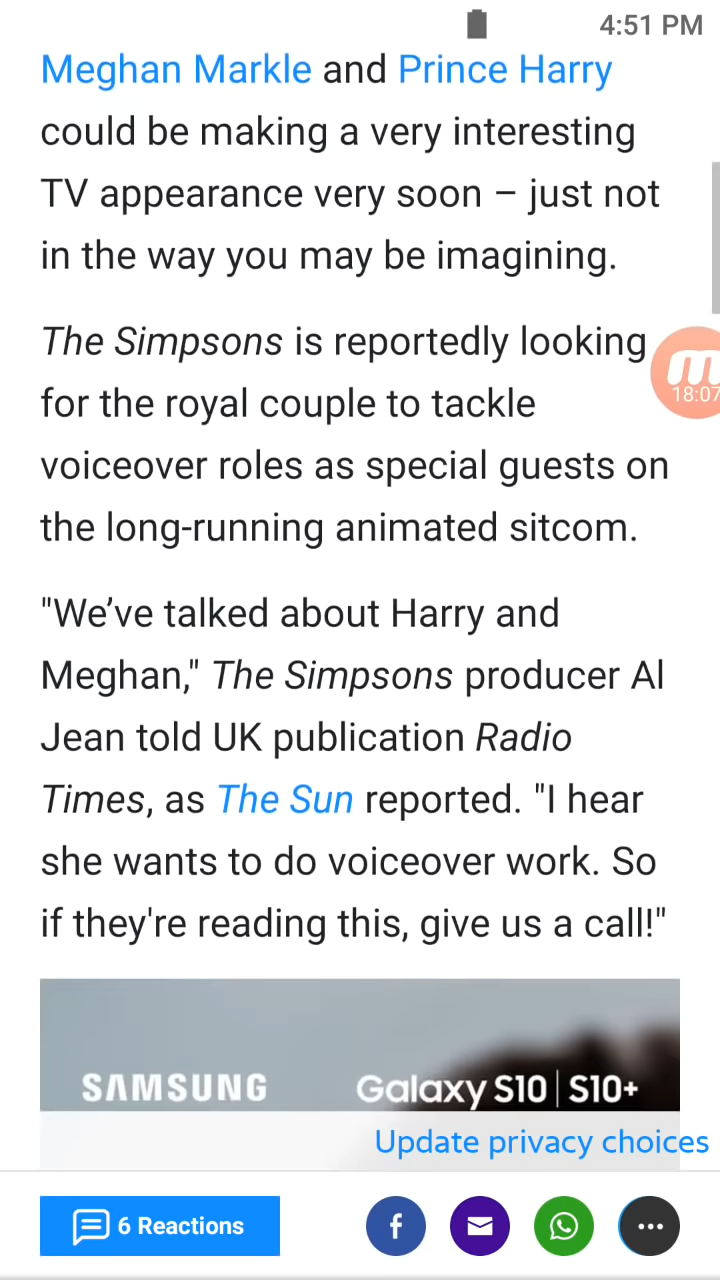 4:51 PM
Meghan Markle and Prince Harry
could be making a very interesting
TV appearance very soon – just not
in the way you may be imagining.
The Simpsons is reportedly looking
for the royal couple to tackle
voiceover roles as special guests on
the long-running animated sitcom.
18:07
"We’ve talked about Harry and
Meghan," The Simpsons producer Al
Jean told UK publication Radio
Times, as The Sun reported. "I hear
she wants to do voiceover work. So
if they're reading this, give us a call!"
SAMSUNG Galaxy S10 | S10+
Update privacy choices
6 Reactions